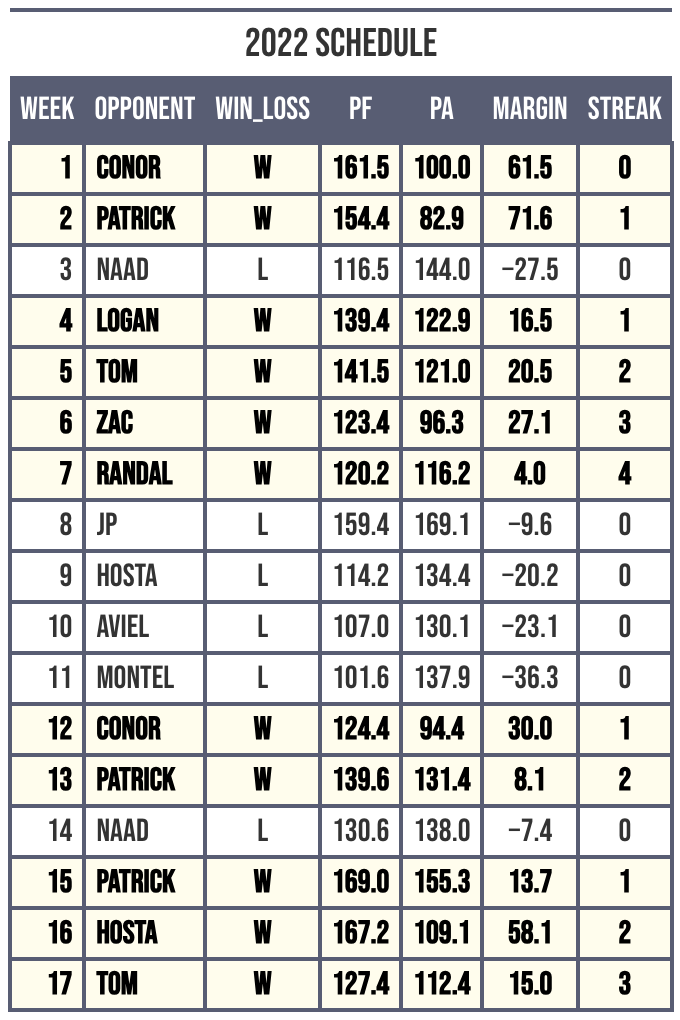 2022 SCHEDULE
WEEK OPPONENT WIN_LOSS PF PA MARGIN STREAK
1 CONOR W 161.5 100.0 61.5 0
2 PATRICK W 154.4 82.9 71.6 1
3 NAAD L 116.5 144.0 −27.5 0
4 LOGAN W 139.4 122.9 16.5 1
5 TOM W 141.5 121.0 20.5 2
6 ZAC W 123.4 96.3 27.1 3
7 RANDAL W 120.2 116.2 4.0 4
8 JP L 159.4 169.1 −9.6 0
9 HOSTA L 114.2 134.4 −20.2 0
10 AVIEL L 107.0 130.1 −23.1 0
11 MONTEL L 101.6 137.9 −36.3 0
12 CONOR W 124.4 94.4 30.0 1
13 PATRICK W 139.6 131.4 8.1 2
14 NAAD L 130.6 138.0 −7.4 0
15 PATRICK W 169.0 155.3 13.7 1
16 HOSTA W 167.2 109.1 58.1 2
17 TOM W 127.4 112.4 15.0 3